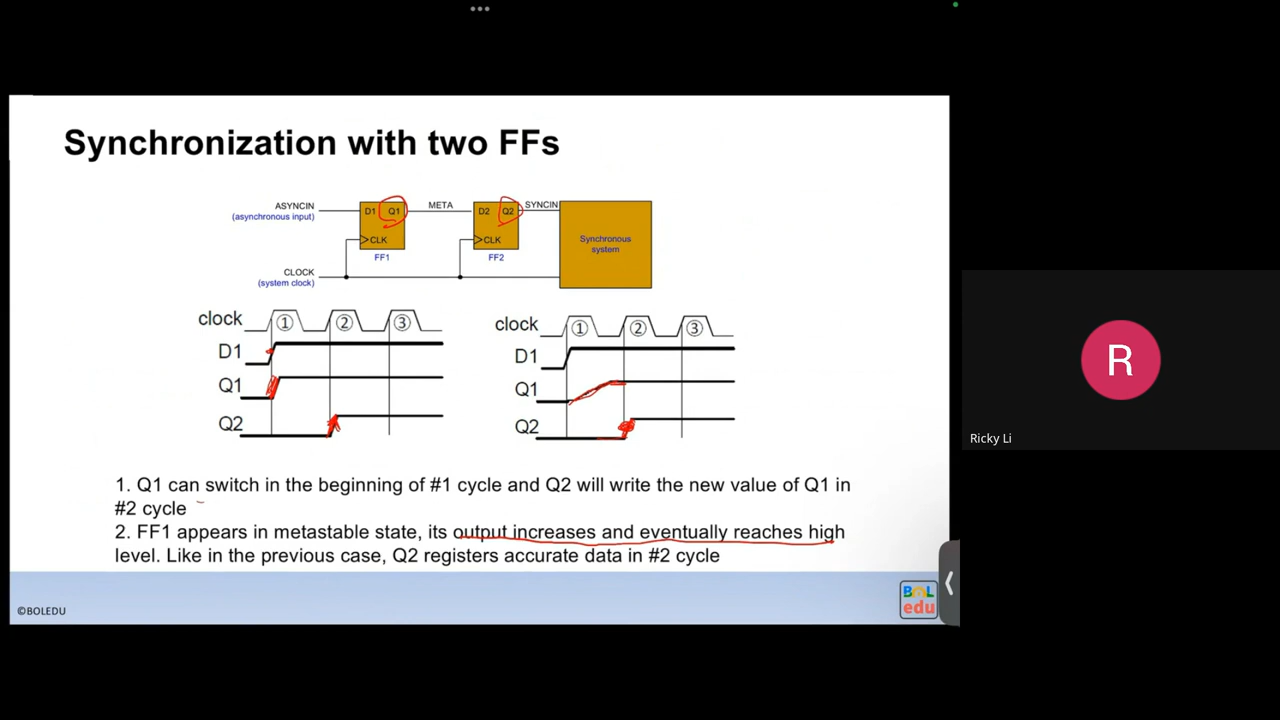 Synchronization with two FFs
ASYNCIN
(asynchronous input)
D1 Q1
CLK
FF1
META
D2 Q2
CLK
FF2
SYNCIN
Synchronous
system
CLOCK
(system clock)
clock ① ② ③
D1
Q1
Q2
clock ① ② ③
D1
Q1
Q2
1. Q1 can switch in the beginning of #1 cycle and Q2 will write the new value of Q1 in
#2 cycle
2. FF1 appears in metastable state, its output increases and eventually reaches high
level. Like in the previous case, Q2 registers accurate data in #2 cycle
©BOLEDU
BOL
edu
R
Ricky Li